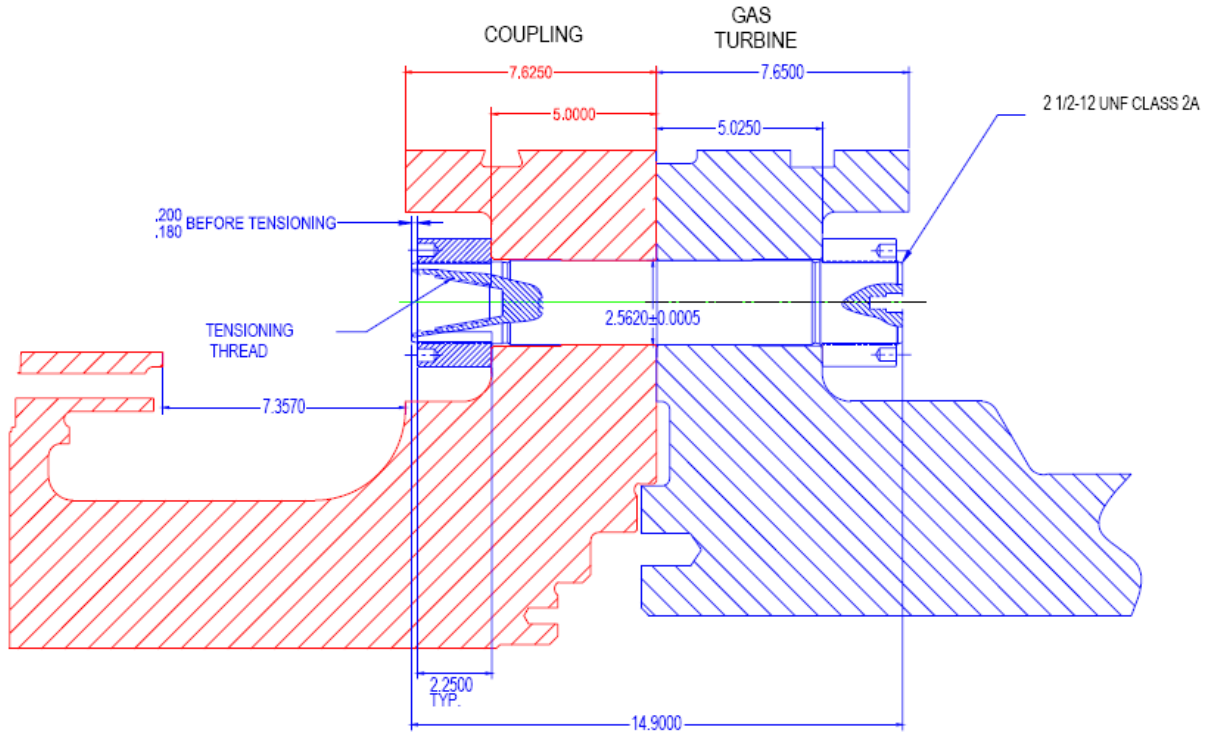 COUPLING
GAS
TURBINE
7.6250
7.6500
2 1/2-12 UNF CLASS 2A
5.0000
5.0250
.200
.180 BEFORE TENSIONING
TENSIONING
THREAD
2.5620±0.0005
7.3570
2.2500
TYP.
14.9000